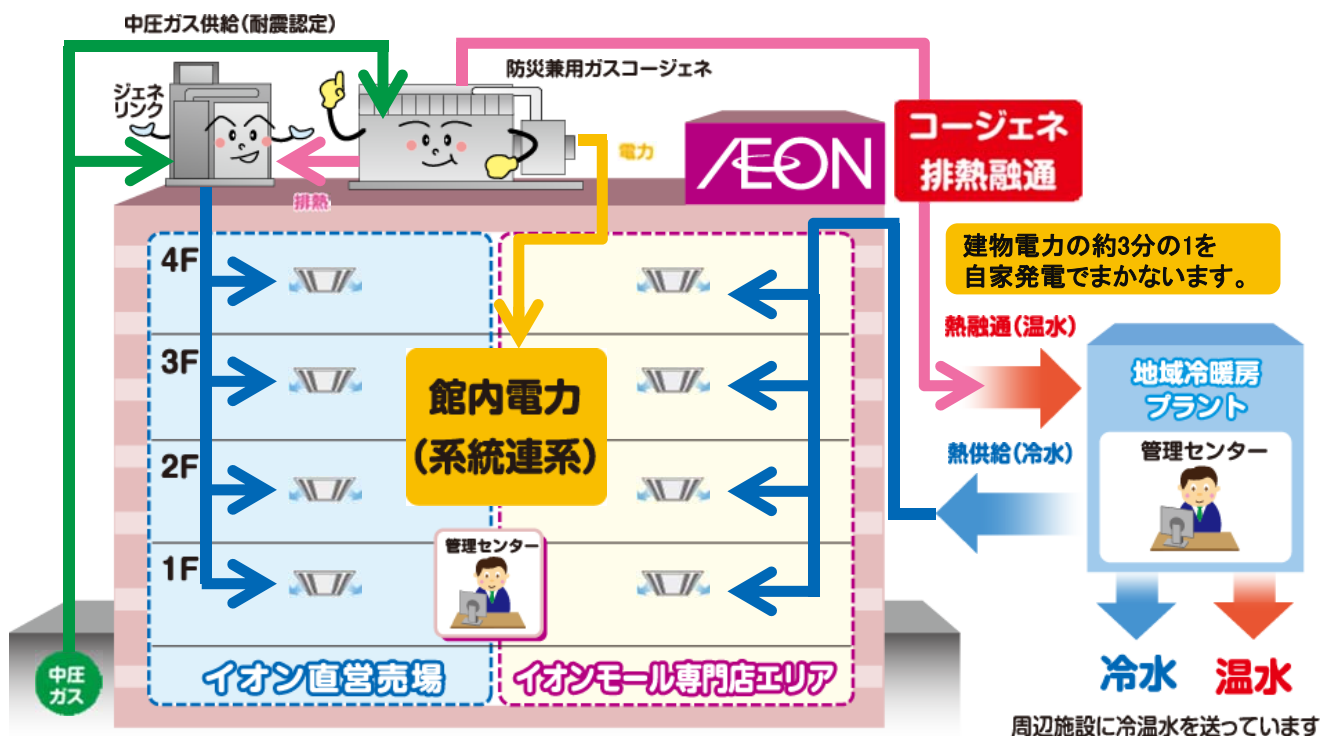 中圧ガス供給(耐震認定)
防災兼用ガスコージェネ
ジェネ
リンク
電力
排熱
ÆON
コージェネ
排熱融通
建物電力の約3分の1を
自家発電でまかないます。
4F
3F
2F
1F
館内電力
(系統連系)
熱融通(温水)
熱供給(冷水)
地域冷暖房
プラント
管理センター
管理センター
中圧
ガス
イオン直営売場
イオンモール専門店エリア
冷水
温水
周辺施設に冷温水を送っています